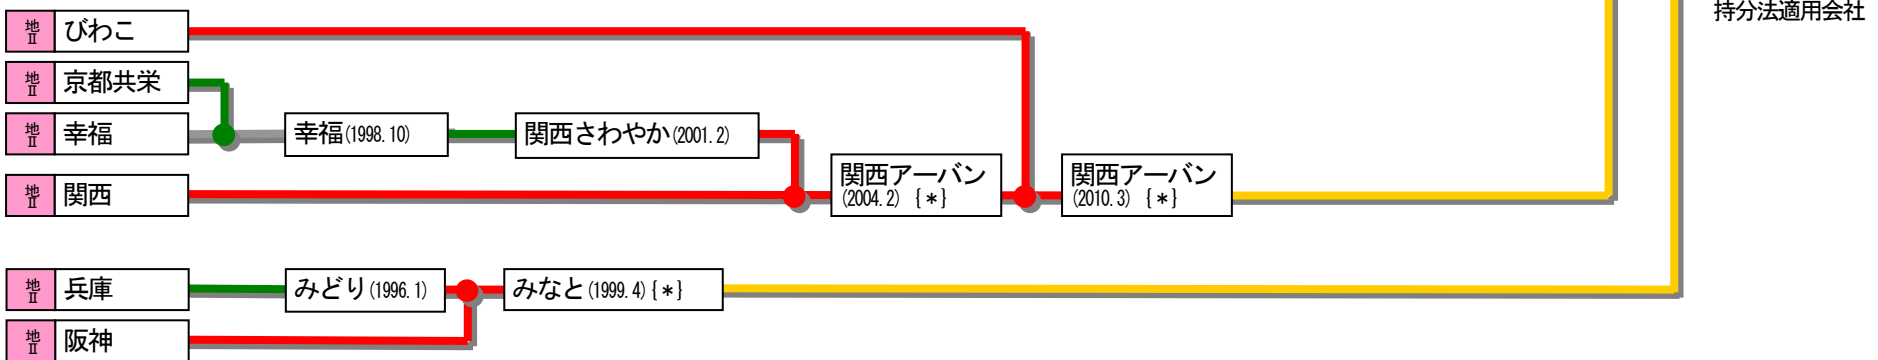 持分法適用会社
地Ⅱ びわこ
地Ⅱ 京都共栄
地Ⅱ 幸福
幸福(1998.10)
関西さわやか(2001.2)
地Ⅱ 関西
関西アーバン
(2004.2) {*}
関西アーバン
(2010.3) {*}
地Ⅱ 兵庫
みどり(1996.1)
みなと(1999.4){*}
地Ⅱ 阪神